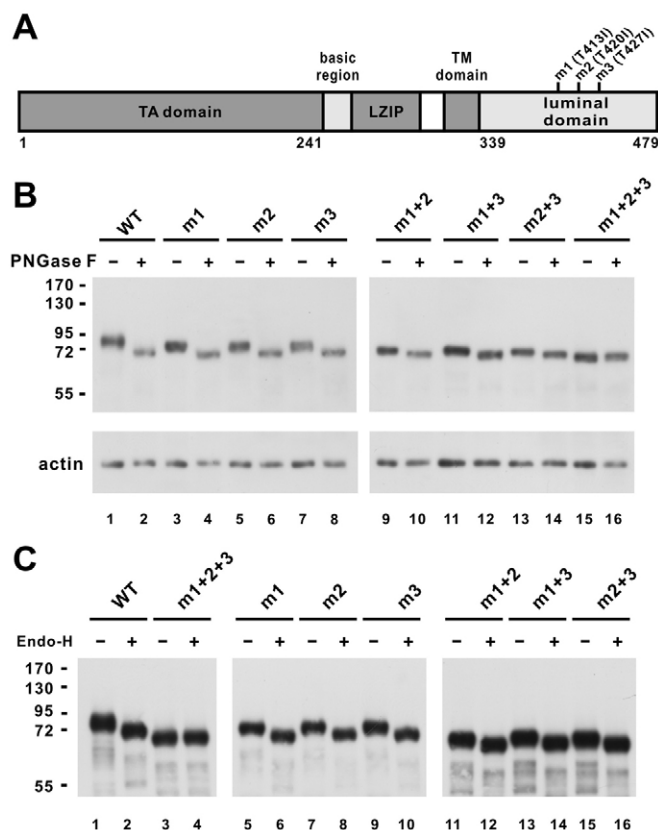 A
basic region
TM domain
m1 (T413I)
m2 (T420I)
m3 (T427I)
TA domain
LZIP
luminal domain
1
241
339
479
B
WT m1 m2 m3 m1+2 m1+3 m2+3 m1+2+3
PNGase F - + - + - + - + - + - + - + - +
170 -
130 -
95 -
72 -
55 -
actin
1 2 3 4 5 6 7 8 9 10 11 12 13 14 15 16
C
WT m1+2+3 m1 m2 m3 m1+2 m1+3 m2+3
Endo-H - + - + - + - + - + - + - + - +
170 -
130 -
95 -
72 -
55 -
1 2 3 4 5 6 7 8 9 10 11 12 13 14 15 16